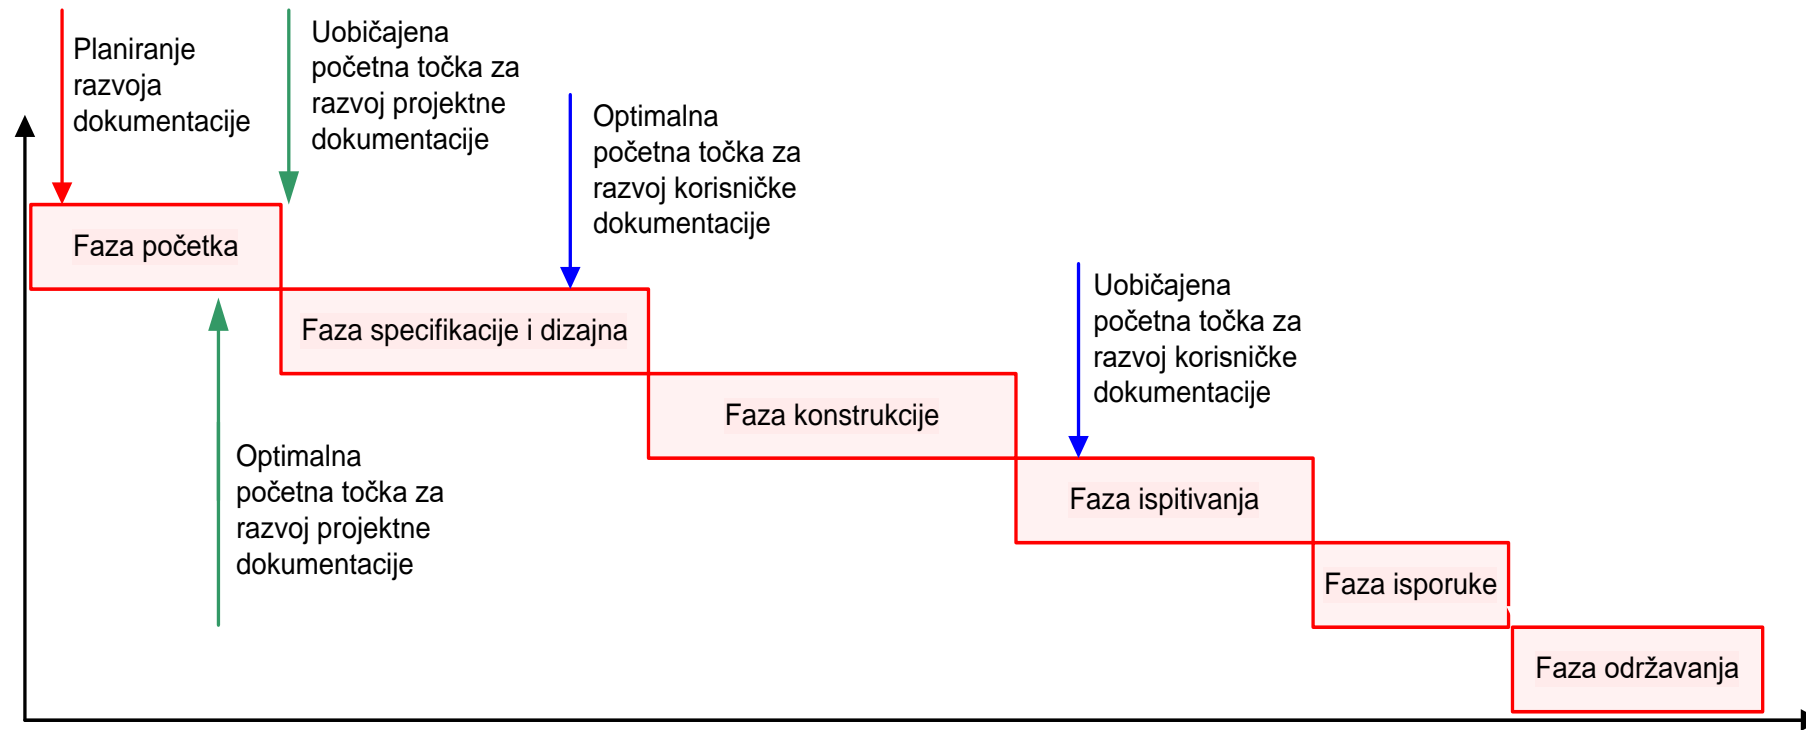 Planiranje
razvoja
dokumentacije
Uobičajena
početna točka za
razvoj projektne
dokumentacije
Optimalna
početna točka za
razvoj korisničke
dokumentacije
Faza početka
Uobičajena
početna točka za
razvoj korisničke
dokumentacije
Faza specifikacije i dizajna
Faza konstrukcije
Optimalna
početna točka za
razvoj projektne
dokumentacije
Faza ispitivanja
Faza isporuke
Faza održavanja